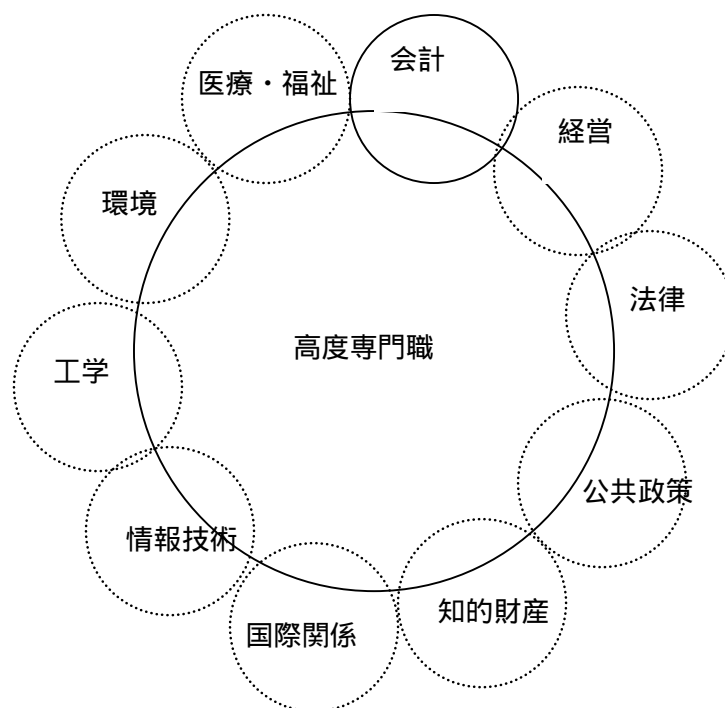 会計
医療・福祉
経営
環境
法律
高度専門職
工学
公共政策
情報技術
知的財産
国際関係